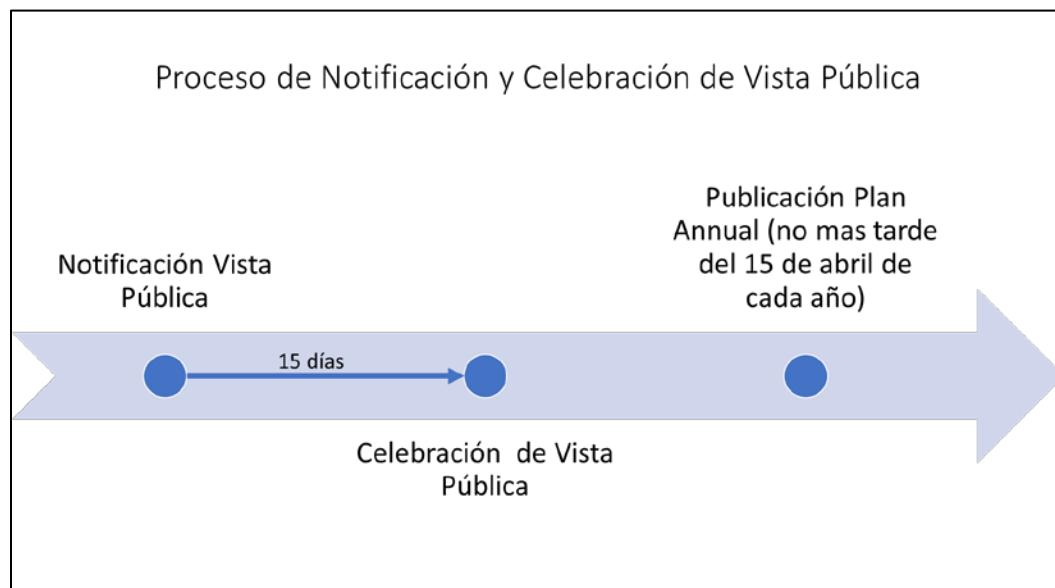 Proceso de Notificación y Celebración de Vista Pública
Notificación Vista
Pública
15 días
Celebración  de Vista
Pública
Publicación Plan
Annual (no mas tarde
del 15 de abril de
cada año)